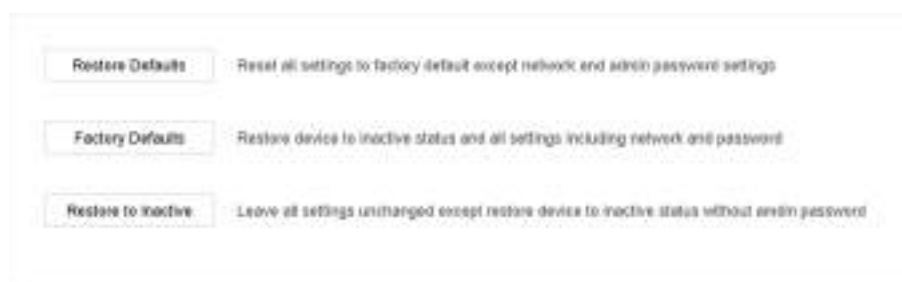 Restore Defaults Reset all settings to factory default except network and admin password settings
Factory Defaults Restore device to inactive status and all settings including network and password
Restore to Inactive Leave all settings unchanged except restore device to inactive status without amdin password